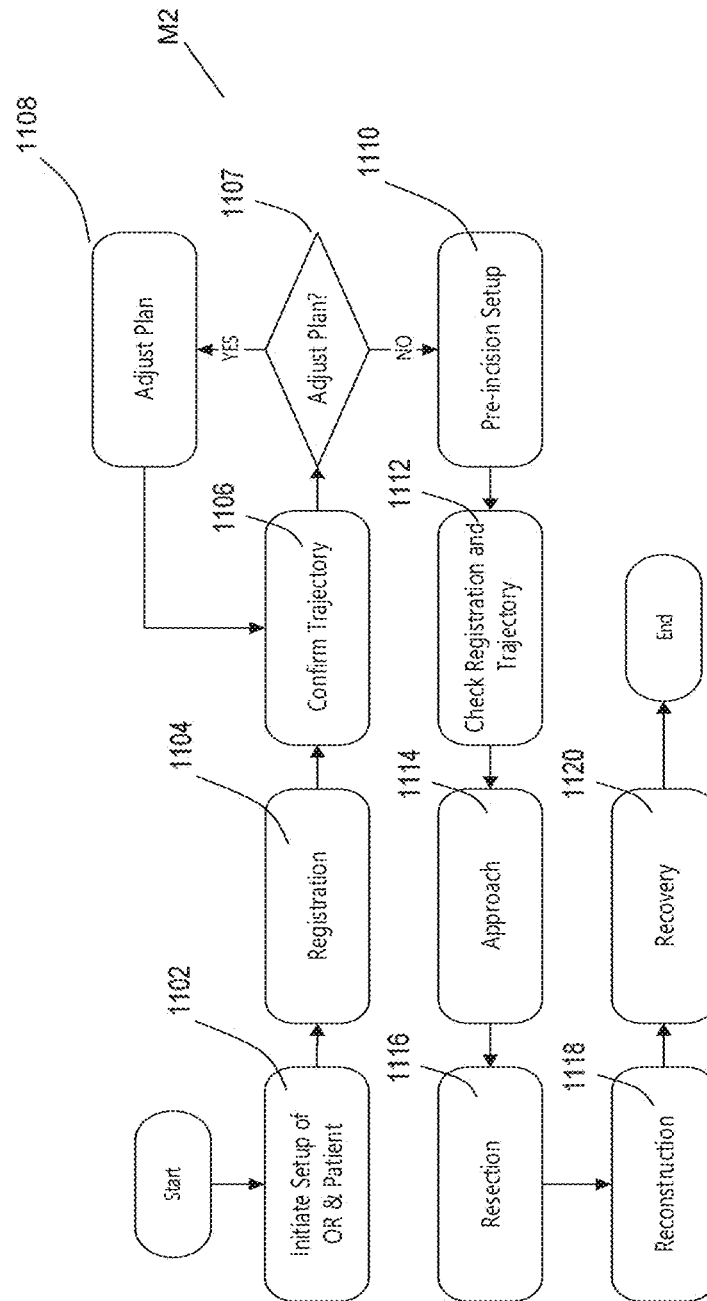 M2
Start
1102
Initiate Setup of
OR & Patient
1104
Registration
1106
Confirm Trajectory
1107
Adjust Plan?
YES
1108
Adjust Plan
NO
1110
Pre-incision Setup
1112
Check Registration and
Trajectory
1114
Approach
1116
Resection
1118
Reconstruction
1120
Recovery
End